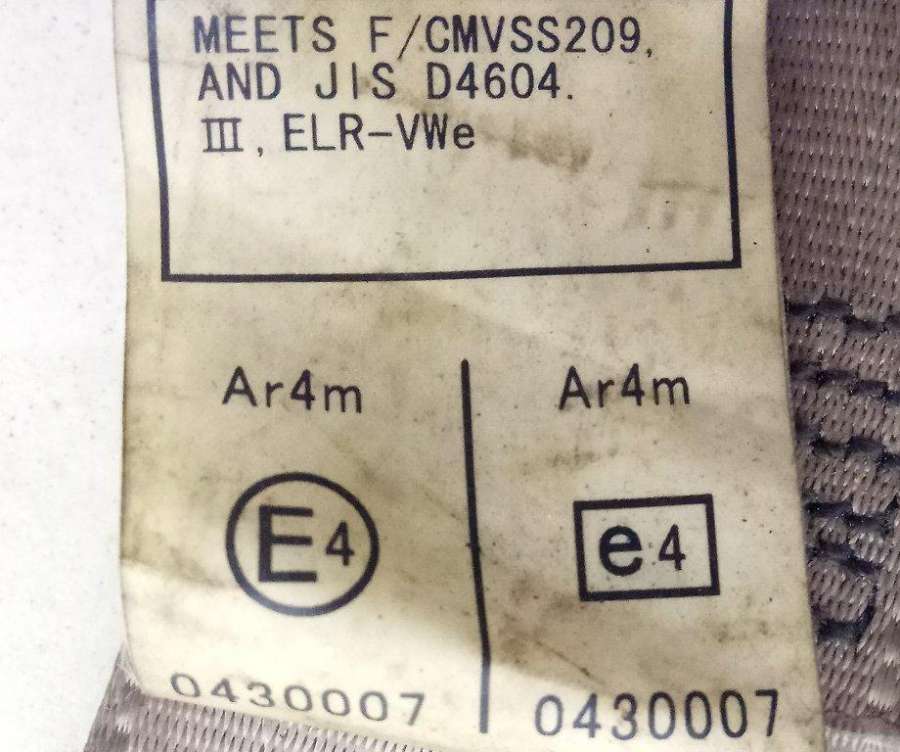 MEETS F/CMVSS209,
AND JIS D4604.
III, ELR-VWe
Ar4m
E4
0430007
Ar4m
e4
0430007